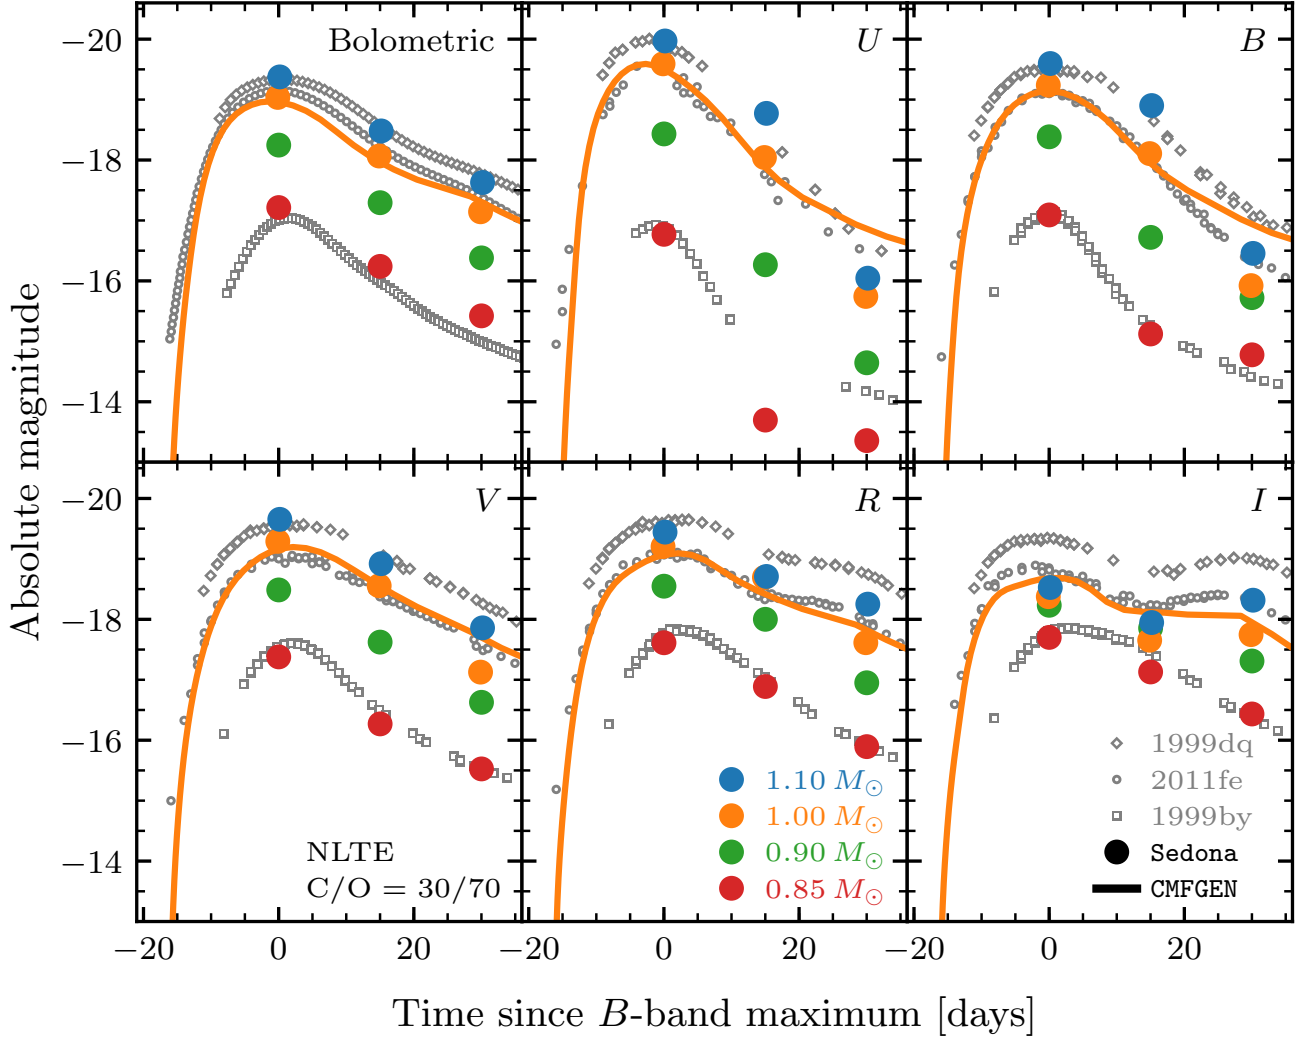 Absolute magnitude
Bolometric
U
B
−20
−18
−16
−14
V
R
I
−20
−18
−16
−14
NLTE
C/O = 30/70
1.10 M⊙
1.00 M⊙
0.90 M⊙
0.85 M⊙
1999dq
2011fe
1999by
Sedona
CMFGEN
−20 0 20 −20 0 20 −20 0 20
Time since B-band maximum [days]